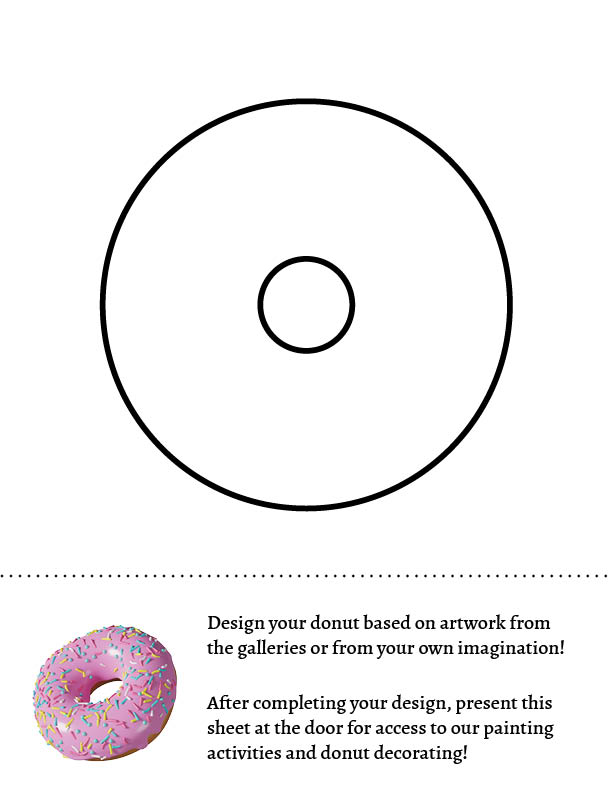 Design your donut based on artwork from
the galleries or from your own imagination!
After completing your design, present this
sheet at the door for access to our painting
activities and donut decorating!